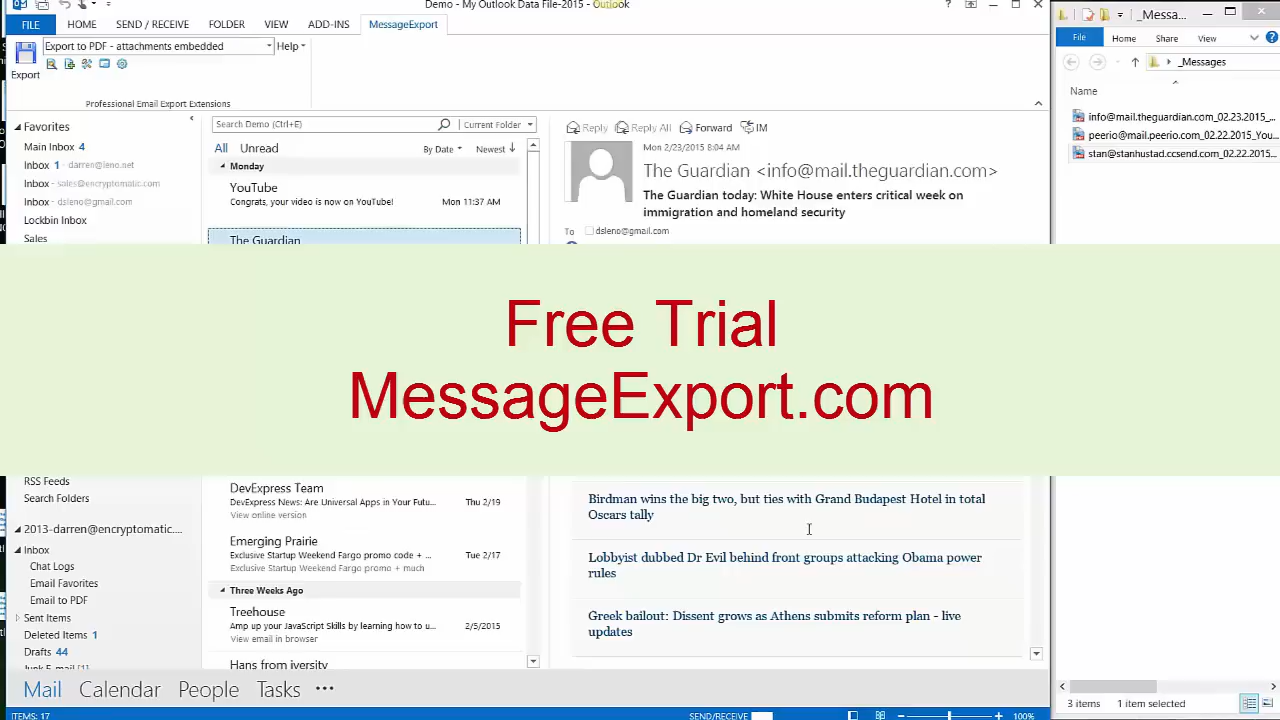 Demo - My Outlook Data File-2015 - Outlook
FILE
HOME
SEND / RECEIVE
FOLDER
VIEW
ADD-INS
MessageExport
Export to PDF - attachments embedded
Help
Export
Professional Email Export Extensions
Favorites
Main Inbox 4
Inbox 1 - darren@leno.net
Inbox - sales@encryptomatic.com
Inbox - dsleno@gmail.com
Lockbin Inbox
Sales
Search Demo (Ctrl+E)
Current Folder
All Unread
By Date Newest
Monday
YouTube
Congrats, your video is now on YouTube! Mon 11:37 AM
The Guardian
Reply Reply All Forward IM
Mon 2/23/2015 8:04 AM
The Guardian <info@mail.theguardian.com>
The Guardian today: White House enters critical week on
immigration and homeland security
To dsleno@gmail.com
_Messa...
File
Home
Share
View
_Messages
Name
info@mail.theguardian.com_02.23.2015_...
peerio@mail.peerio.com_02.22.2015_You...
stan@stanhustad.ccsend.com_02.22.2015...
Free Trial
MessageExport.com
RSS Feeds
Search Folders
2013-darren@encryptomatic....
Inbox
Chat Logs
Email Favorites
Email to PDF
Sent Items
Deleted Items 1
Drafts 44
Junk E-mail [1]
DevExpress Team
DevExpress News: Are Universal Apps in Your Futu... Thu 2/19
View online version
Emerging Prairie
Exclusive Startup Weekend Fargo promo code + ... Tue 2/17
Exclusive Startup Weekend Fargo promo + much
Three Weeks Ago
Treehouse
Amp up your JavaScript Skills by learning how to u... 2/5/2015
View email in browser
Hans from iversity
Birdman wins the big two, but ties with Grand Budapest Hotel in total
Oscars tally
Lobbyist dubbed Dr Evil behind front groups attacking Obama power
rules
Greek bailout: Dissent grows as Athens submits reform plan - live
updates
Mail Calendar People Tasks •••
ITEMS: 17
SEND/RECEIVE
100%
3 items 1 item selected